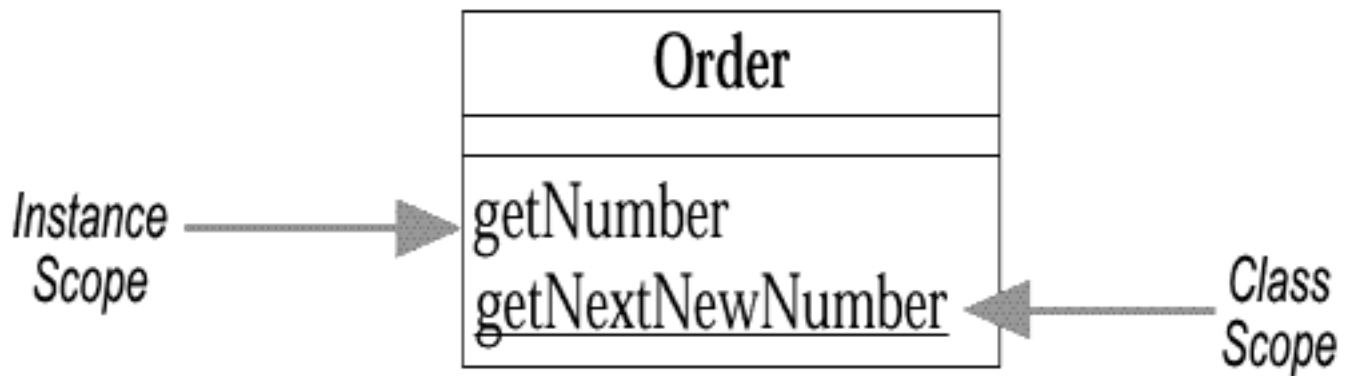 Order
Instance
Scope
getNumber
getNextNewNumber
Class
Scope